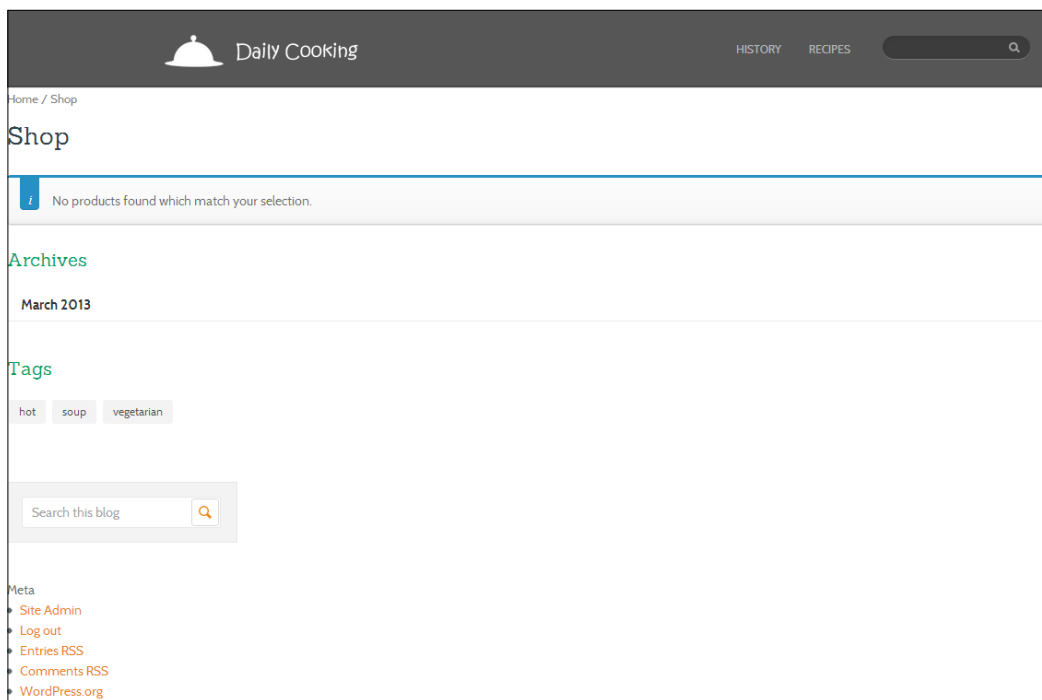 Daily Cooking HISTORY RECIPES
Home / Shop
Shop
i No products found which match your selection.
Archives
March 2013
Tags
hot soup vegetarian
Search this blog
Meta
Site Admin
Log out
Entries RSS
Comments RSS
WordPress.org